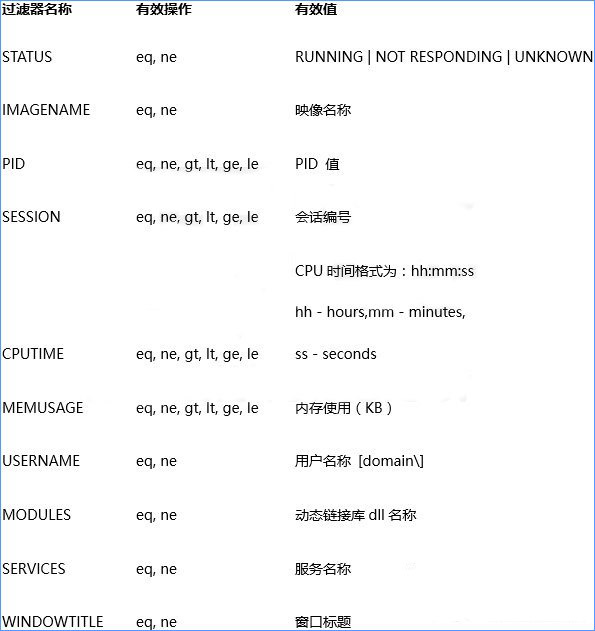 过滤器名称 有效操作 有效值
STATUS eq, ne RUNNING | NOT RESPONDING | UNKNOWN
IMAGENAME eq, ne 映像名称
PID eq, ne, gt, lt, ge, le PID 值
SESSION eq, ne, gt, lt, ge, le 会话编号
CPU 时间格式为：hh:mm:ss
hh - hours,mm - minutes,
CPUTIME eq, ne, gt, lt, ge, le ss - seconds
MEMUSAGE eq, ne, gt, lt, ge, le 内存使用（KB）
USERNAME eq, ne 用户名称 [domain\]
MODULES eq, ne 动态链接库 dll 名称
SERVICES eq, ne 服务名称
WINDOWTITLE eq, ne 窗口标题